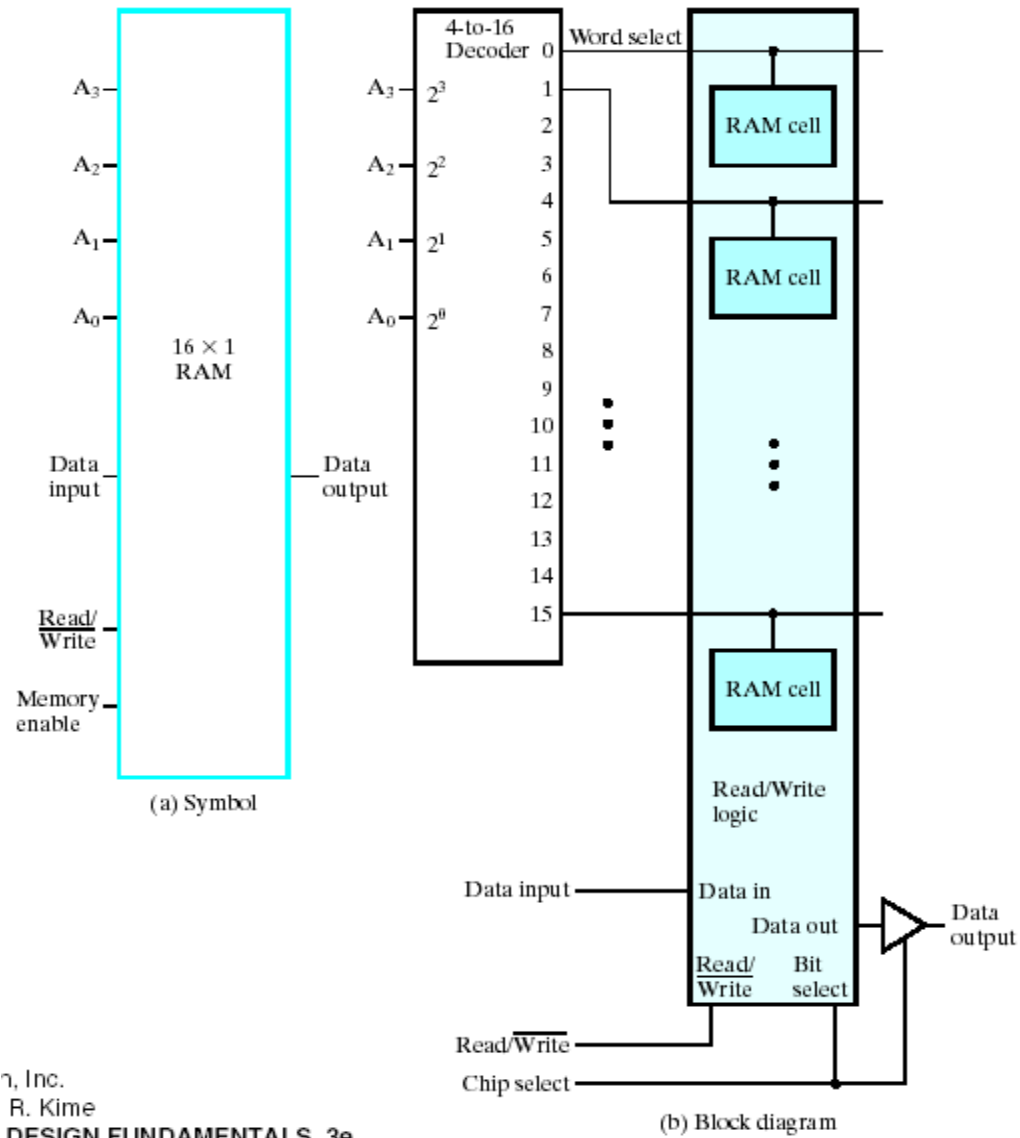 A₃
A₂
A₁
A₀
16 × 1
RAM
Data
input
Data
output
Read/
Write
Memory
enable
(a) Symbol
4-to-16
Decoder
A₃
2³
A₂
2²
A₁
2¹
A₀
2⁰
0
1
2
3
4
5
6
7
8
9
10
11
12
13
14
15
Word select
RAM cell
RAM cell
RAM cell
Read/Write
logic
Data input
Data in
Data out
Data
output
Read/
Write
Bit
select
Read/Write
Chip select
(b) Block diagram
, Inc.
R. Kime
DESIGN FUNDAMENTALS, 3e